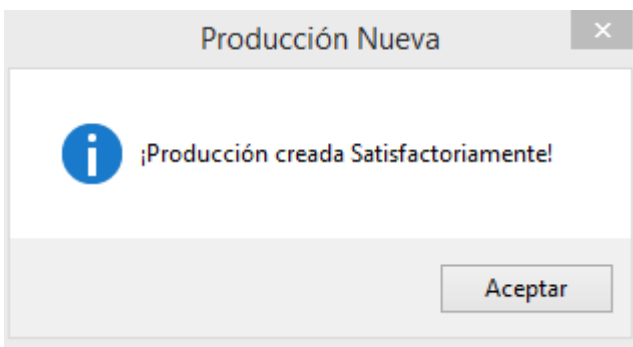 Producción Nueva
¡Producción creada Satisfactoriamente!
Aceptar